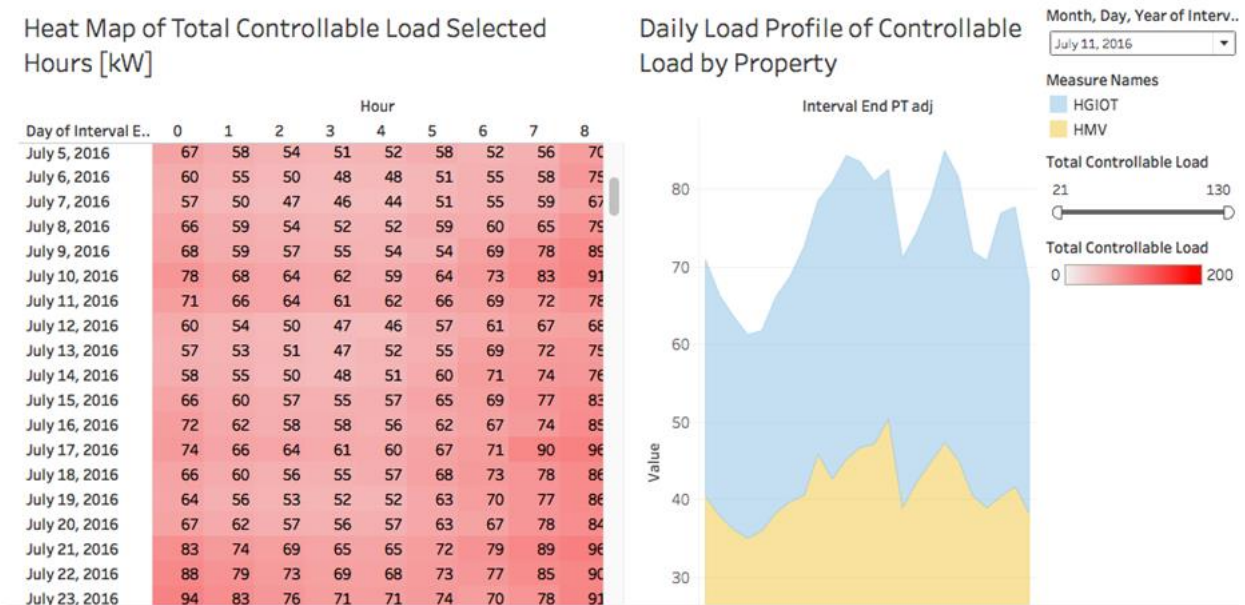 Heat Map of Total Controllable Load Selected
Hours [kW]
Hour
Day of Interval E.. 0 1 2 3 4 5 6 7 8
July 5, 2016 67 58 54 51 52 58 52 56 70
July 6, 2016 60 55 50 48 48 51 55 58 75
July 7, 2016 57 50 47 46 44 51 55 59 67
July 8, 2016 66 59 54 52 52 59 60 65 79
July 9, 2016 68 59 57 55 54 54 69 78 89
July 10, 2016 78 68 64 62 59 64 73 83 91
July 11, 2016 71 66 64 61 62 66 69 72 78
July 12, 2016 60 54 50 47 46 57 61 67 68
July 13, 2016 57 53 51 47 52 55 69 72 75
July 14, 2016 58 55 50 48 51 60 71 74 76
July 15, 2016 66 60 57 55 57 65 69 77 83
July 16, 2016 72 62 58 58 56 62 67 74 85
July 17, 2016 74 66 64 61 60 67 71 90 96
July 18, 2016 66 60 56 55 57 68 73 78 86
July 19, 2016 64 56 53 52 52 63 70 77 86
July 20, 2016 67 62 57 56 57 63 67 78 84
July 21, 2016 83 74 69 65 65 72 79 89 96
July 22, 2016 88 79 73 69 68 73 77 85 90
July 23, 2016 94 83 76 71 71 74 70 78 91
Daily Load Profile of Controllable
Load by Property
Interval End PT adj
80
70
60
50
40
30
Value
Month, Day, Year of Interv..
July 11, 2016
Measure Names
HGIOT
HMV
Total Controllable Load
21 130
Total Controllable Load
0 200